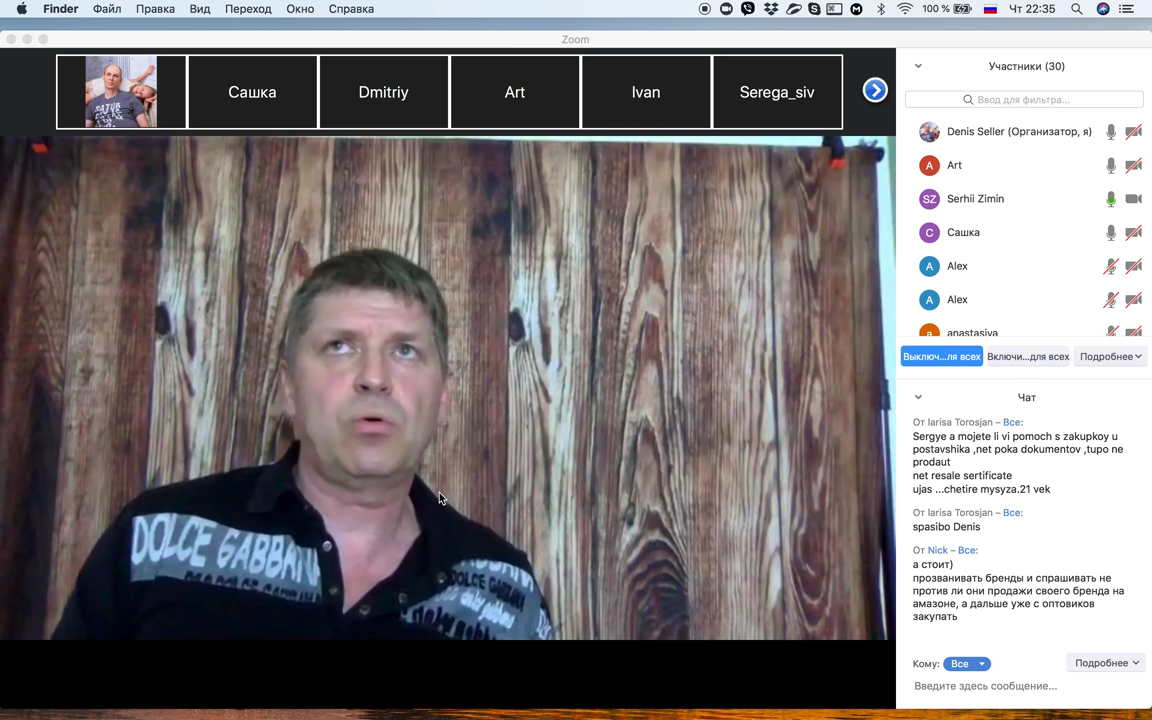 Finder Файл Правка Вид Переход Окно Справка 100 % Чт 22:35
Zoom
Сашка Dmitriy Art Ivan Serega_siv
Участники (30)
Ввод для фильтра...
Denis Seller (Организатор, я)
A Art
SZ Serhii Zimin
С Сашка
A Alex
A Alex
a anastasiya
Выключ...ля всех Включи...для всех Подробнее
Чат
От larisa Torosjan – Все:
Sergye a mojete li vi pomoch s zakupkoy u
postavshika ,net poka dokumentov ,tupo ne
prodaut
net resale sertificate
ujas ...chetire mysyza.21 vek
От larisa Torosjan – Все:
spasibo Denis
От Nick – Все:
а стоит)
прозванивать бренды и спрашивать не
против ли они продажи своего бренда на
амазоне, а дальше уже с оптовиков
закупать
Кому: Все Подробнее
Введите здесь сообщение...
DOLCE GABBANA